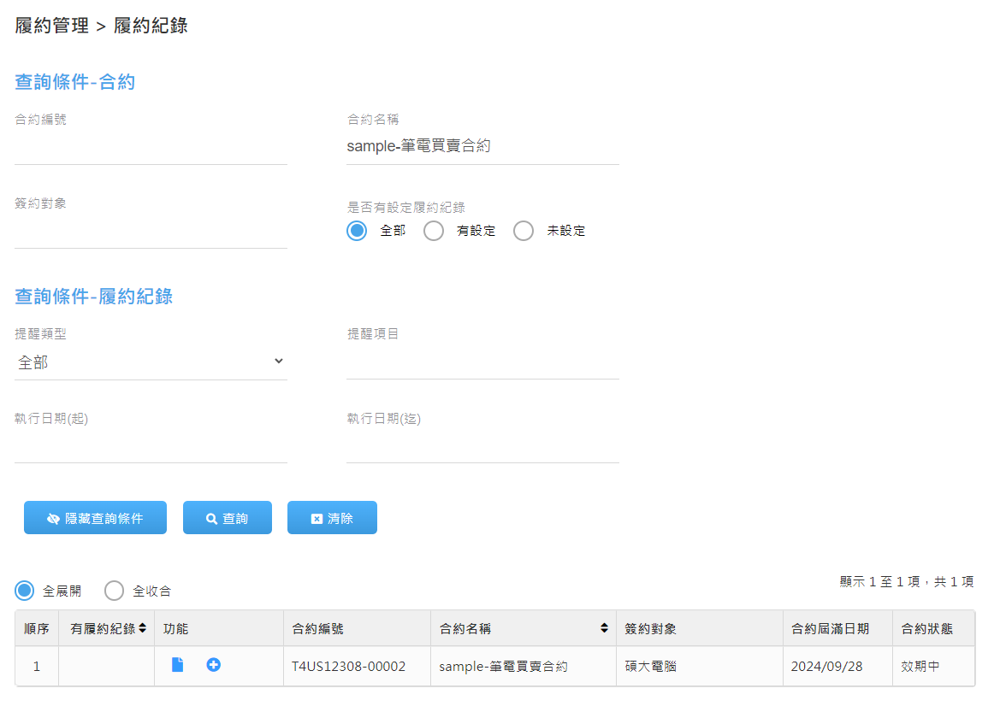 履約管理 > 履約紀錄
查詢條件-合約
合約編號
合約名稱
sample-筆電買賣合約
簽約對象
是否有設定履約紀錄
全部 有設定 未設定
查詢條件-履約紀錄
提醒類型
提醒項目
全部
執行日期(起)
執行日期(迄)
隱藏查詢條件 查詢 清除
顯示 1 至 1 項，共 1 項
全展開 全收合
順序 有履約紀錄 功能 合約編號 合約名稱 簽約對象 合約屆滿日期 合約狀態
1 T4US12308-00002 sample-筆電買賣合約 碩大電腦 2024/09/28 效期中